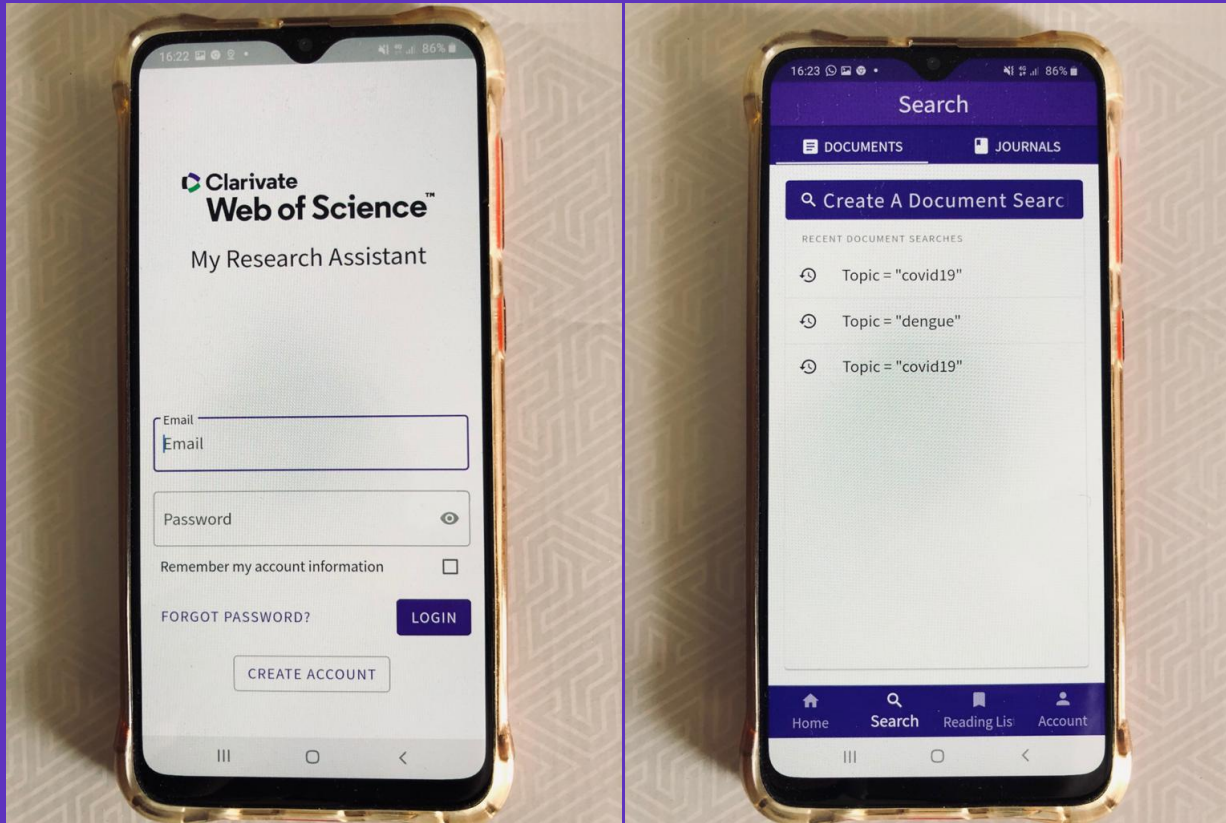 16:22
86%
Clarivate
Web of Science™
My Research Assistant
Email
Email
Password
Remember my account information
FORGOT PASSWORD?
LOGIN
CREATE ACCOUNT
16:23
86%
Search
DOCUMENTS
JOURNALS
Create A Document Searc
RECENT DOCUMENT SEARCHES
Topic = "covid19"
Topic = "dengue"
Topic = "covid19"
Home
Search
Reading Lis
Account